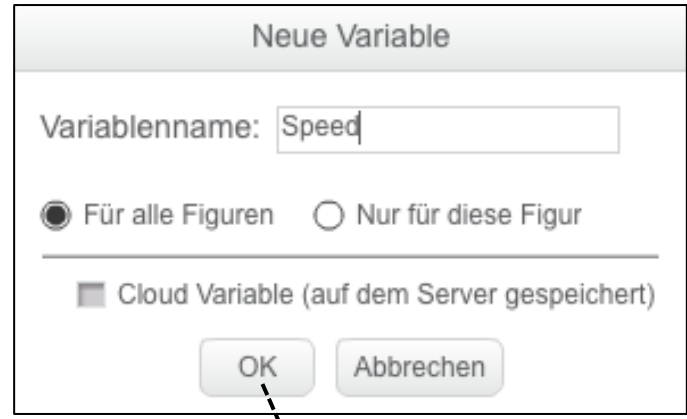 Neue Variable
Variablenname: Speed
Für alle Figuren Nur für diese Figur
Cloud Variable (auf dem Server gespeichert)
OK Abbrechen